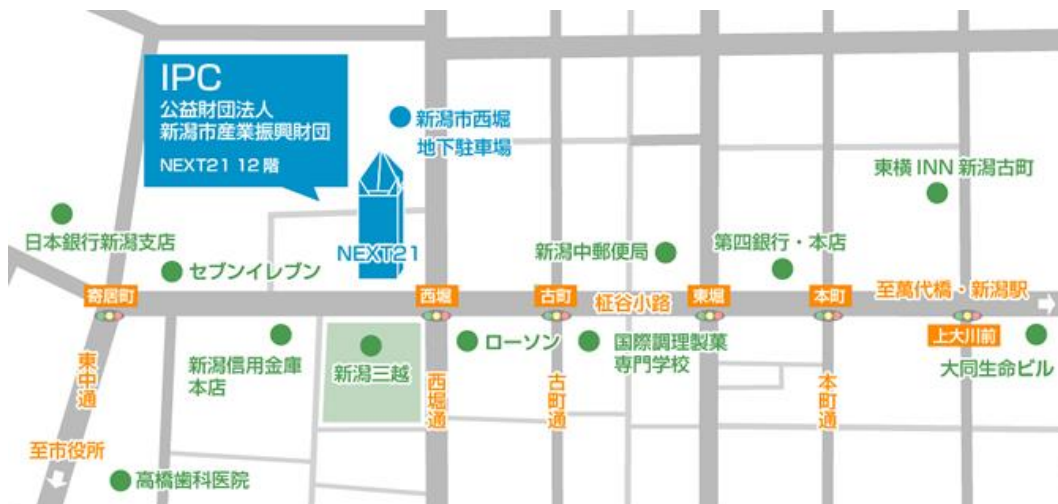 IPC
公益財団法人
新潟市産業振興財団
NEXT21 12階
新潟市西堀
地下駐車場
東横INN 新潟古町
日本銀行新潟支店
セブンイレブン
NEXT21
新潟中郵便局
第四銀行・本店
寄居町
西堀
古町
柾谷小路
東堀
本町
至萬代橋・新潟駅
上大川前
東中通
新潟信用金庫
本店
新潟三越
西堀通
ローソン
古町通
国際調理製菓
専門学校
本町通
大同生命ビル
至市役所
高橋歯科医院